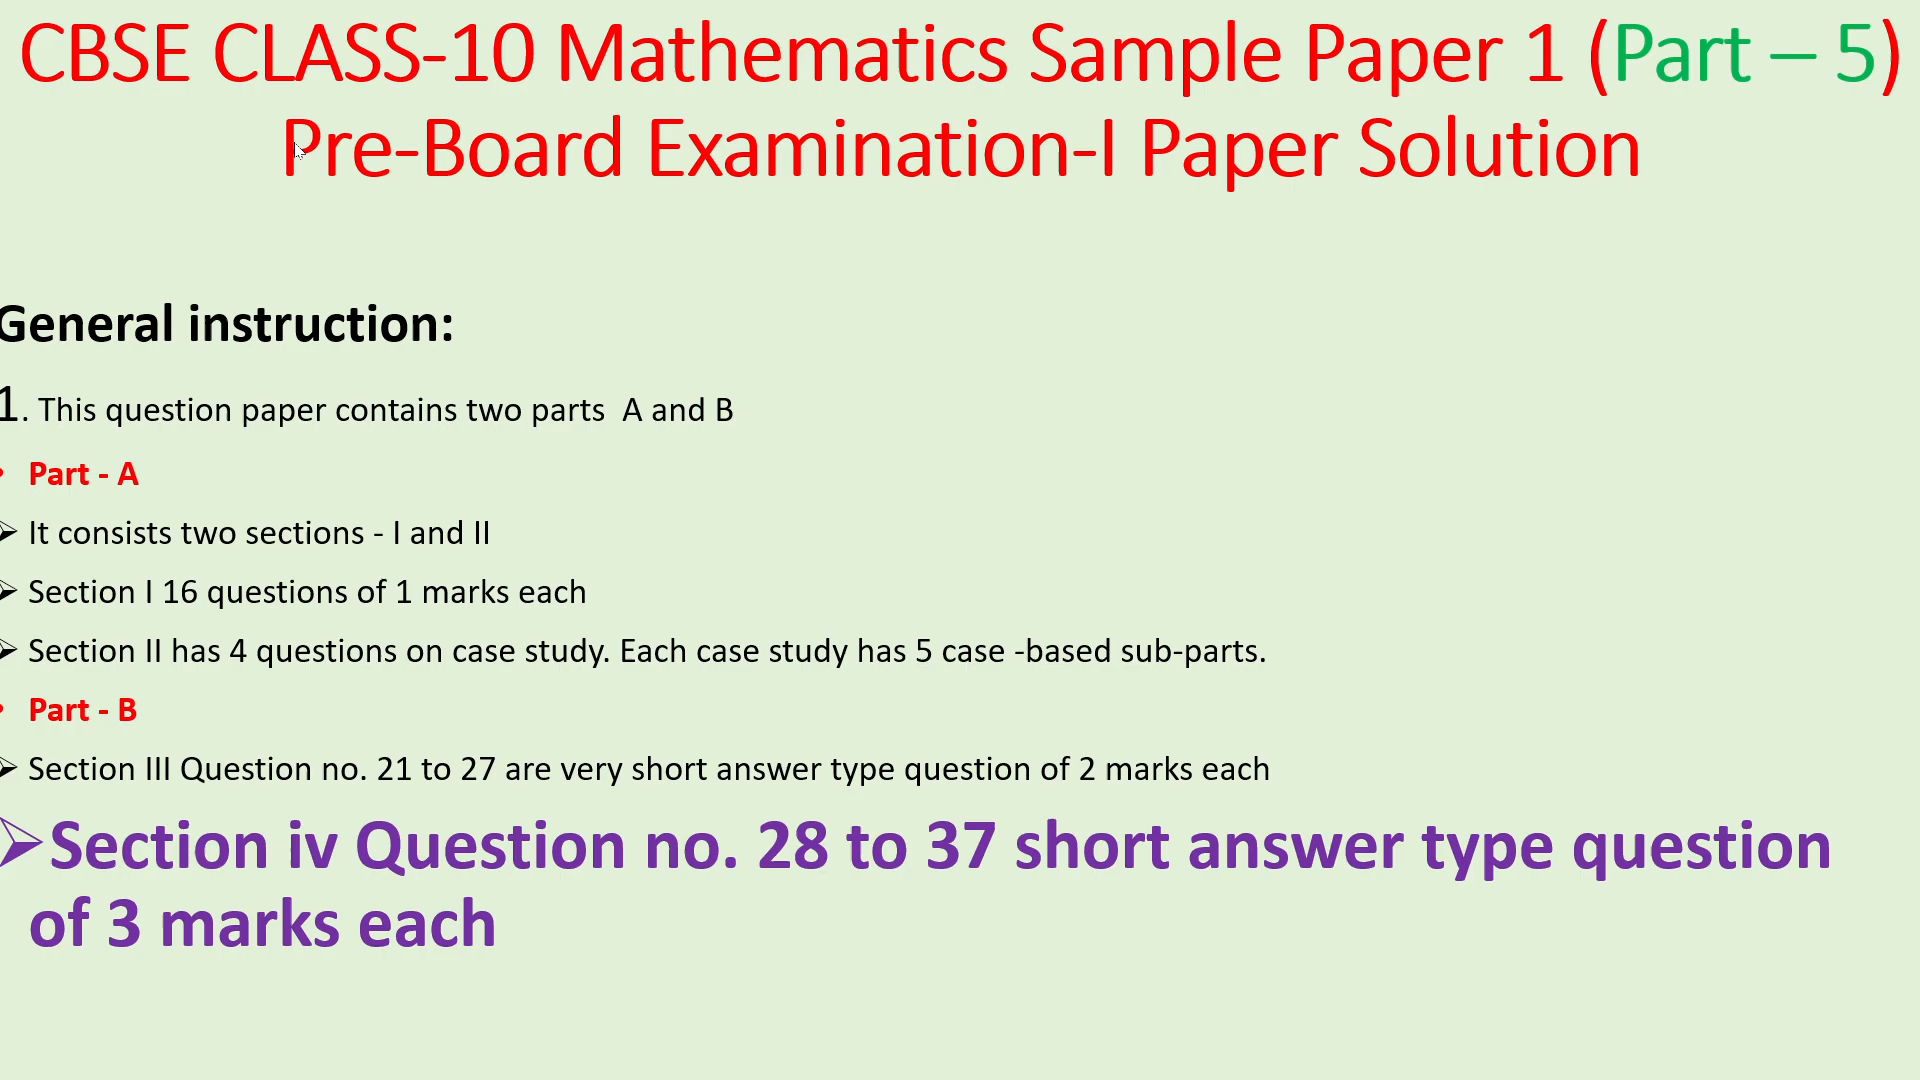 CBSE CLASS-10 Mathematics Sample Paper 1 (Part – 5)
Pre-Board Examination-I Paper Solution
General instruction:
1. This question paper contains two parts  A and B
• Part - A
➢ It consists two sections - I and II
➢ Section I 16 questions of 1 marks each
➢ Section II has 4 questions on case study. Each case study has 5 case -based sub-parts.
• Part - B
➢ Section III Question no. 21 to 27 are very short answer type question of 2 marks each
➢Section iv Question no. 28 to 37 short answer type question
of 3 marks each